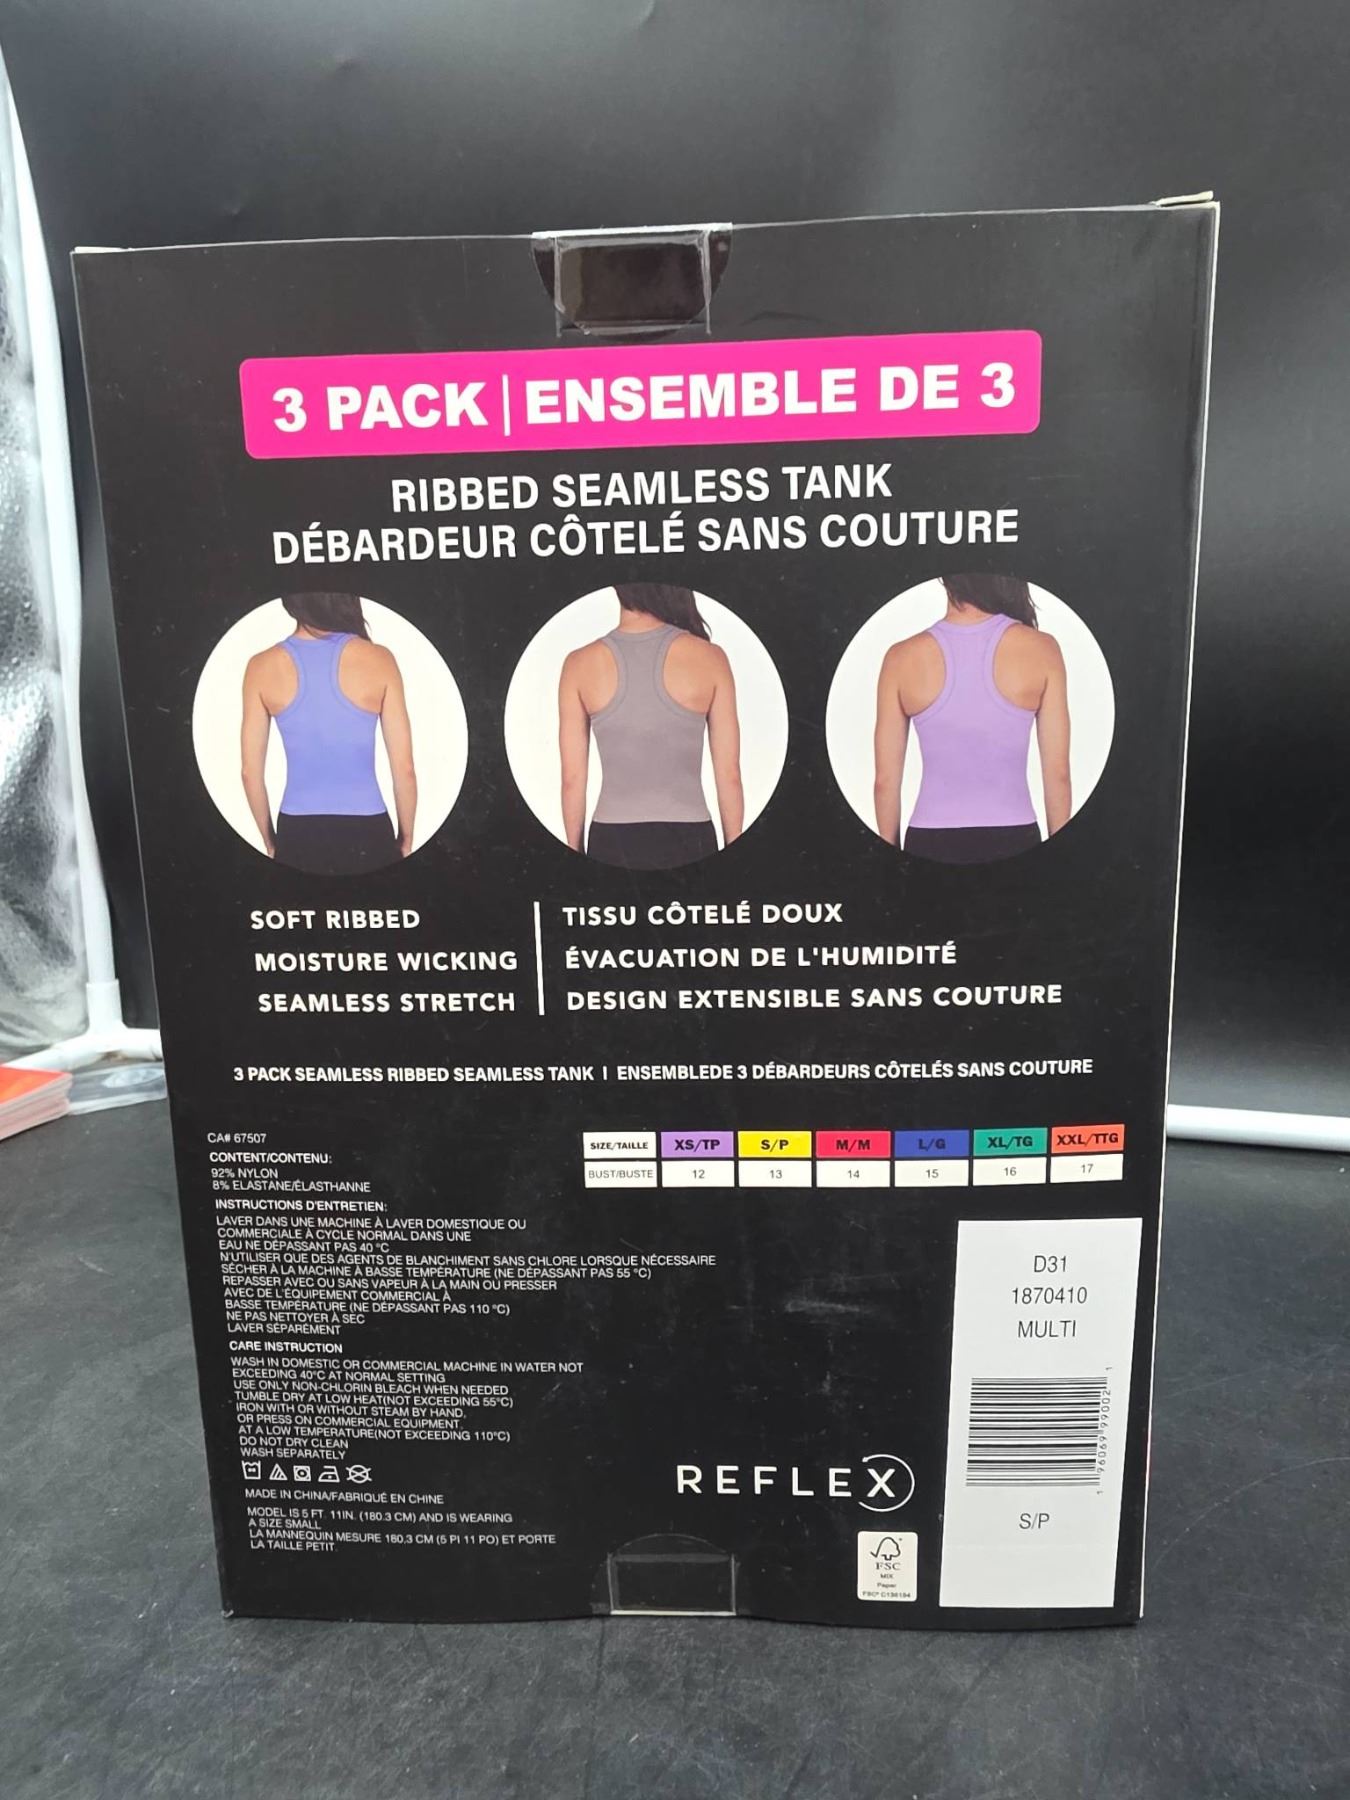 3 PACK | ENSEMBLE DE 3
RIBBED SEAMLESS TANK
DÉBARDEUR CÔTELÉ SANS COUTURE
SOFT RIBBED
MOISTURE WICKING
SEAMLESS STRETCH
TISSU CÔTELÉ DOUX
ÉVACUATION DE L'HUMIDITÉ
DESIGN EXTENSIBLE SANS COUTURE
3 PACK SEAMLESS RIBBED SEAMLESS TANK I ENSEMBLEDE 3 DÉBARDEURS CÔTELÉS SANS COUTURE
CA# 67507
CONTENT/CONTENU:
92% NYLON
8% ELASTANE/ÉLASTHANNE
INSTRUCTIONS D'ENTRETIEN:
LAVER DANS UNE MACHINE À LAVER DOMESTIQUE OU
COMMERCIALE À CYCLE NORMAL DANS UNE
EAU NE DÉPASSANT PAS 40 °C
N'UTILISER QUE DES AGENTS DE BLANCHIMENT SANS CHLORE LORSQUE NÉCESSAIRE
SÉCHER À LA MACHINE À BASSE TEMPÉRATURE (NE DÉPASSANT PAS 55 °C)
REPASSER AVEC OU SANS VAPEUR À LA MAIN OU PRESSER
AVEC DE L'ÉQUIPEMENT COMMERCIAL À
BASSE TEMPÉRATURE (NE DÉPASSANT PAS 110 °C)
NE PAS NETTOYER À SEC
LAVER SÉPARÉMENT
CARE INSTRUCTION
WASH IN DOMESTIC OR COMMERCIAL MACHINE IN WATER NOT
EXCEEDING 40°C AT NORMAL SETTING
USE ONLY NON-CHLORIN BLEACH WHEN NEEDED
TUMBLE DRY AT LOW HEAT(NOT EXCEEDING 55°C)
IRON WITH OR WITHOUT STEAM BY HAND,
OR PRESS ON COMMERCIAL EQUIPMENT
AT A LOW TEMPERATURE(NOT EXCEEDING 110°C)
DO NOT DRY CLEAN
WASH SEPARATELY
MADE IN CHINA/FABRIQUÉ EN CHINE
MODEL IS 5 FT. 11IN. (180.3 CM) AND IS WEARING
A SIZE SMALL
LA MANNEQUIN MESURE 180,3 CM (5 PI 11 PO) ET PORTE
LA TAILLE PETIT
SIZE/TAILLE XS/TP S/P M/M L/G XL/TG XXL/TTG
BUST/BUSTE 12 13 14 15 16 17
D31
1870410
MULTI
1 96069 99002 1
S/P
REFLEX
FSC
MIX
Paper